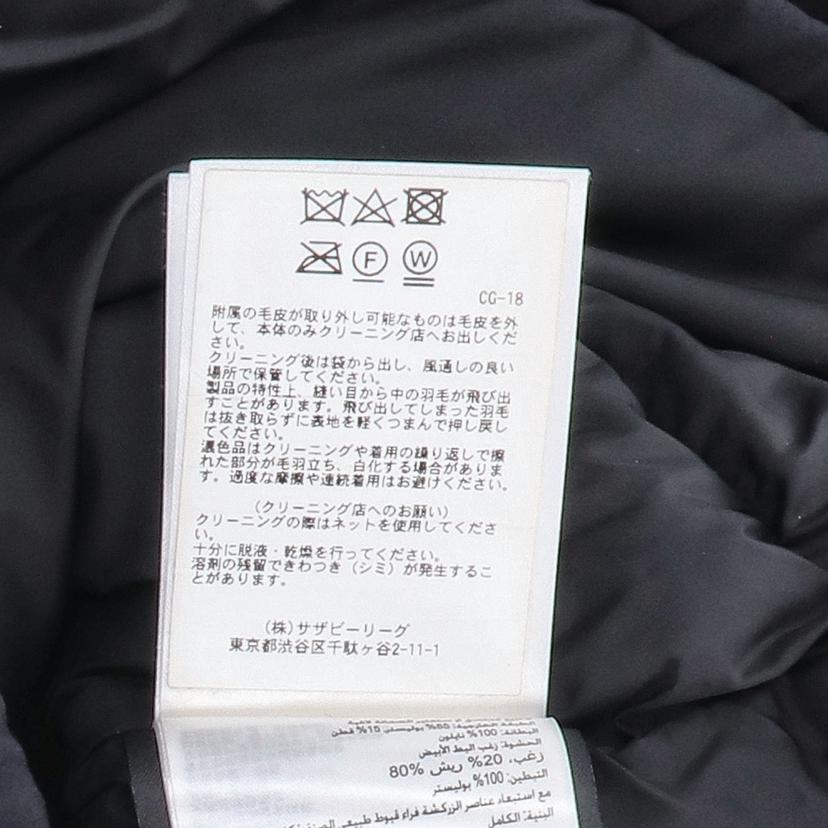 F W
CG-18
附属の毛皮が取り外し可能なものは毛皮を外
して、本体のみクリーニング店へお出しくだ
さい。
クリーニング後は袋から出し、風通しの良い
場所で保管してください。
製品の特性上、縫い目から中の羽毛が飛び出
すことがあります。飛び出してしまった羽毛
は抜き取らずに表地を軽くつまんで押し戻し
てください。
濃色品はクリーニングや着用の繰り返しで擦
れた部分が毛羽立ち、白化する場合がありま
す。過度な摩擦や連続着用はお避けください。
（クリーニング店へのお願い）
クリーニングの際はネットを使用してくださ
い。
十分に脱液・乾燥を行ってください。
溶剤の残留できわつき（シミ）が発生するこ
とがあります。
(株)サザビーリーグ
東京都渋谷区千駄ヶ谷2-11-1
15% قطن
البطانة: 100% نايلون
الحشوة: زغب البط الأبيض
80% زغب، 20% ريش
التبطين: 100% بوليستر
مع استبعاد عناصر الزركشة فراء قيوط طبيعي
البنية: الكامل